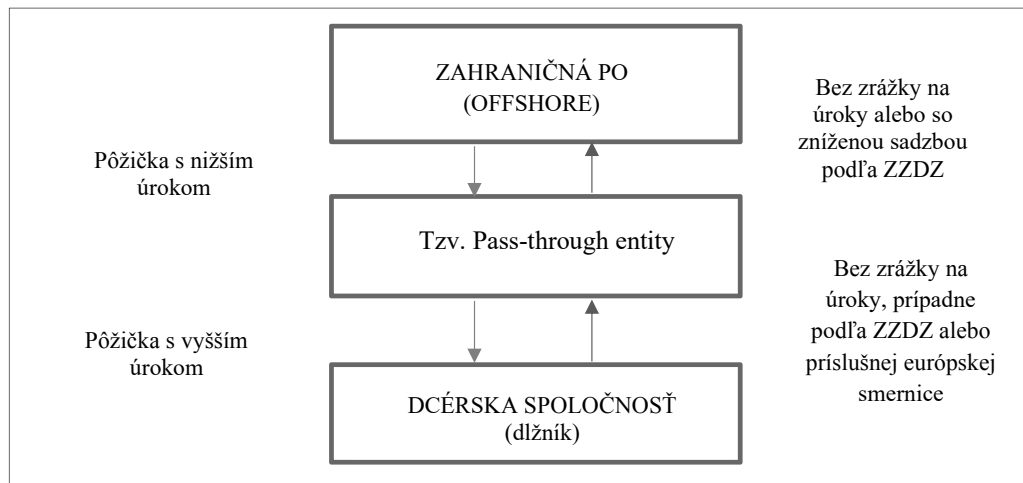 ZAHRANIČNÁ PO
(OFFSHORE)
Bez zrážky na
úroky alebo so
zníženou sadzbou
podľa ZZDZ
Pôžička s nižším
úrokom
Tzv. Pass-through entity
Bez zrážky na
úroky, prípadne
podľa ZZDZ alebo
príslušnej európskej
smernice
Pôžička s vyšším
úrokom
DCÉRSKA SPOLOČNOSŤ
(dlžník)